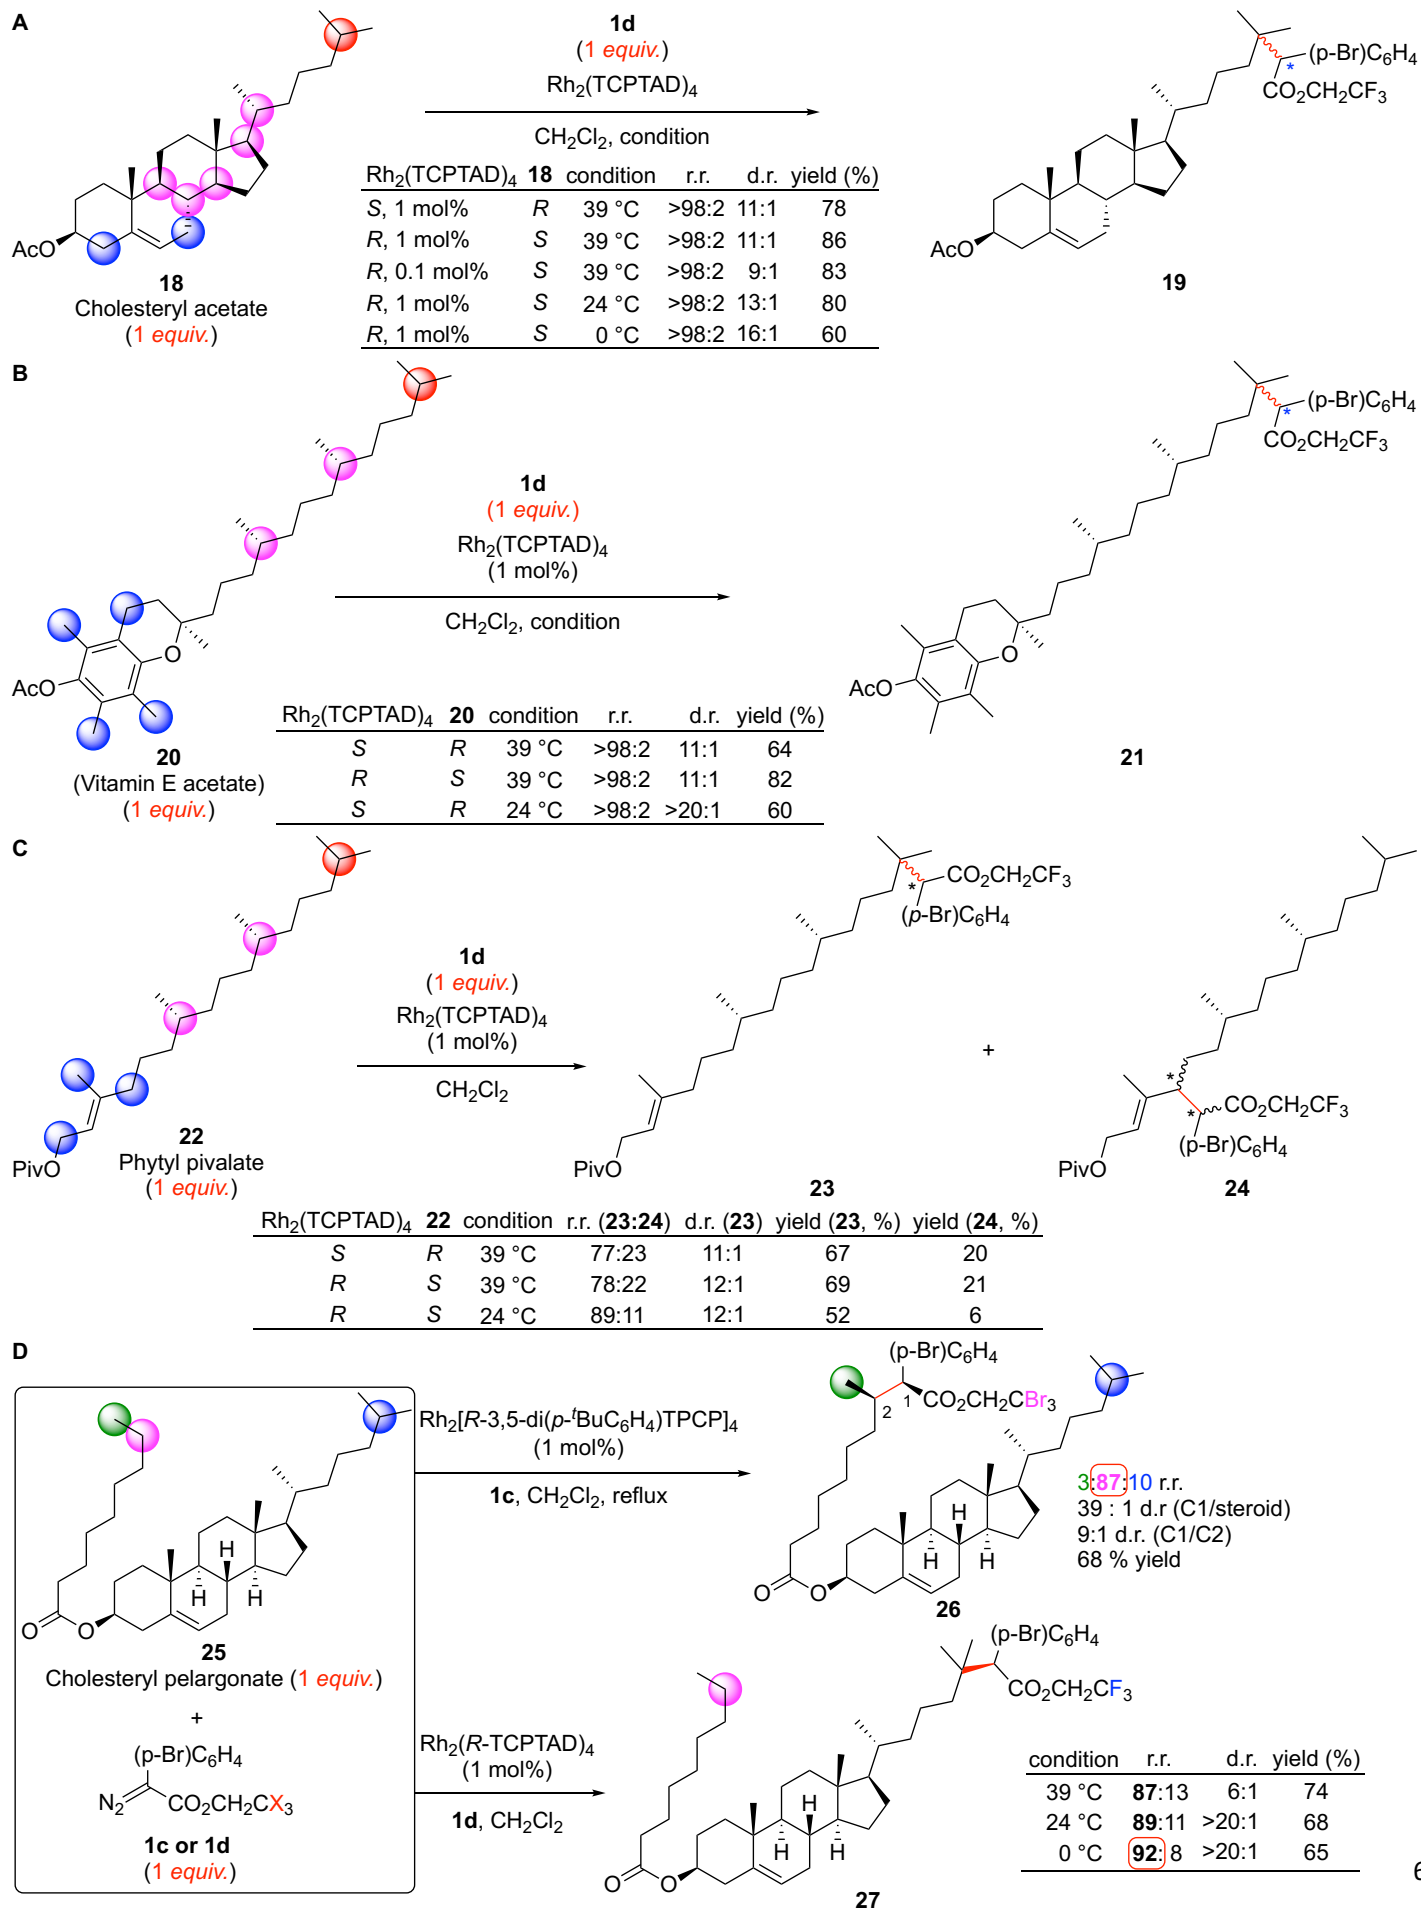 A
1d
(1 equiv.)
Rh2(TCPTAD)4
CH2Cl2, condition
Rh2(TCPTAD)4 18 condition r.r. d.r. yield (%)
S, 1 mol% R 39 °C >98:2 11:1 78
R, 1 mol% S 39 °C >98:2 11:1 86
R, 0.1 mol% S 39 °C >98:2 9:1 83
R, 1 mol% S 24 °C >98:2 13:1 80
R, 1 mol% S 0 °C >98:2 16:1 60
AcO
18
Cholesteryl acetate
(1 equiv.)
(p-Br)C6H4
*
CO2CH2CF3
AcO
19
B
1d
(1 equiv.)
Rh2(TCPTAD)4
(1 mol%)
CH2Cl2, condition
O
AcO
20
(Vitamin E acetate)
(1 equiv.)
Rh2(TCPTAD)4 20 condition r.r. d.r. yield (%)
S R 39 °C >98:2 11:1 64
R S 39 °C >98:2 11:1 82
S R 24 °C >98:2 >20:1 60
(p-Br)C6H4
*
CO2CH2CF3
O
AcO
21
C
1d
(1 equiv.)
Rh2(TCPTAD)4
(1 mol%)
CH2Cl2
PivO
22
Phytyl pivalate
(1 equiv.)
*
CO2CH2CF3
(p-Br)C6H4
PivO
23
+
*
*
CO2CH2CF3
(p-Br)C6H4
PivO
24
Rh2(TCPTAD)4 22 condition r.r. (23:24) d.r. (23) yield (23, %) yield (24, %)
S R 39 °C 77:23 11:1 67 20
R S 39 °C 78:22 12:1 69 21
R S 24 °C 89:11 12:1 52 6
D
H
H
H
O
O
25
Cholesteryl pelargonate (1 equiv.)
+
(p-Br)C6H4
N2
CO2CH2CX3
1c or 1d
(1 equiv.)
Rh2[R-3,5-di(p-tBuC6H4)TPCP]4
(1 mol%)
1c, CH2Cl2, reflux
(p-Br)C6H4
1
2
CO2CH2CBr3
H
H
H
O
O
26
3:87:10 r.r.
39 : 1 d.r (C1/steroid)
9:1 d.r. (C1/C2)
68 % yield
Rh2(R-TCPTAD)4
(1 mol%)
1d, CH2Cl2
(p-Br)C6H4
CO2CH2CF3
H
H
H
O
O
27
condition r.r. d.r. yield (%)
39 °C 87:13 6:1 74
24 °C 89:11 >20:1 68
0 °C 92: 8 >20:1 65